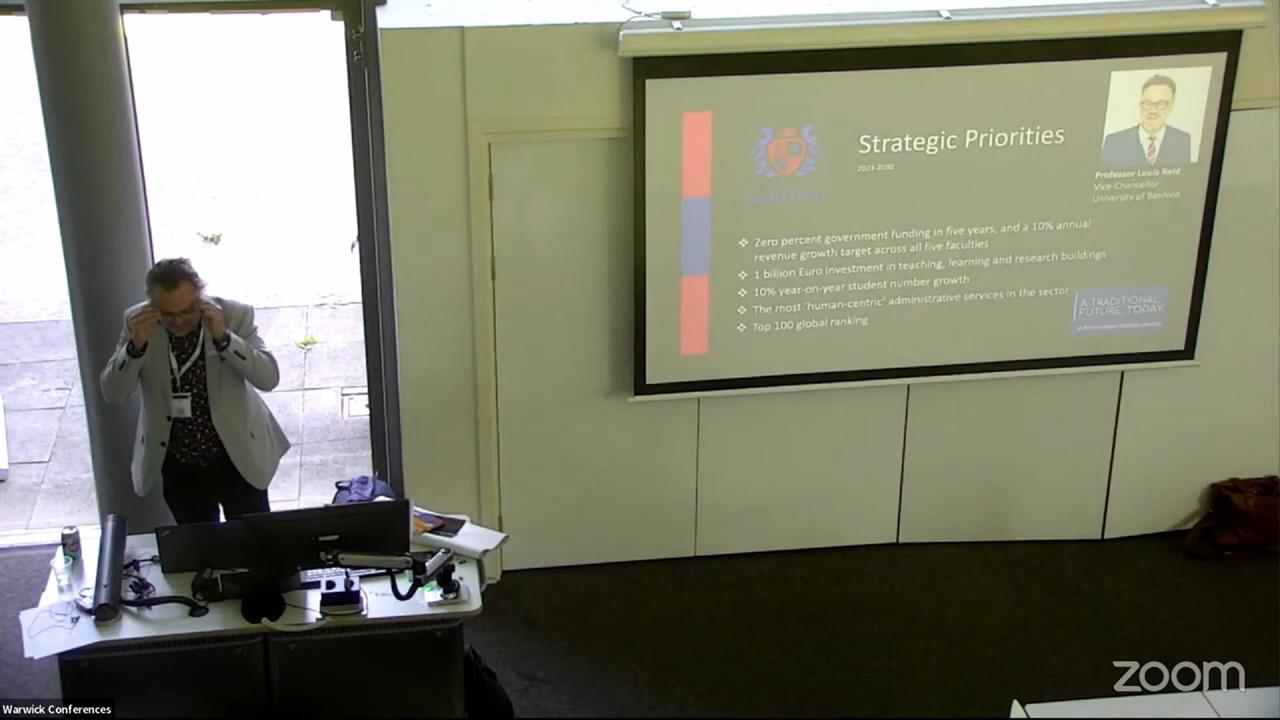 Strategic Priorities
2023-2030
Professor Louis Reid
Vice-Chancellor
University of Banford
❖ Zero percent government funding in five years, and a 10% annual
revenue growth target across all five faculties
❖ 1 billion Euro investment in teaching, learning and research buildings
❖ 10% year-on-year student number growth
❖ The most 'human-centric' administrative services in the sector
❖ Top 100 global ranking
A TRADITIONAL
FUTURE, TODAY
zoom
Warwick Conferences